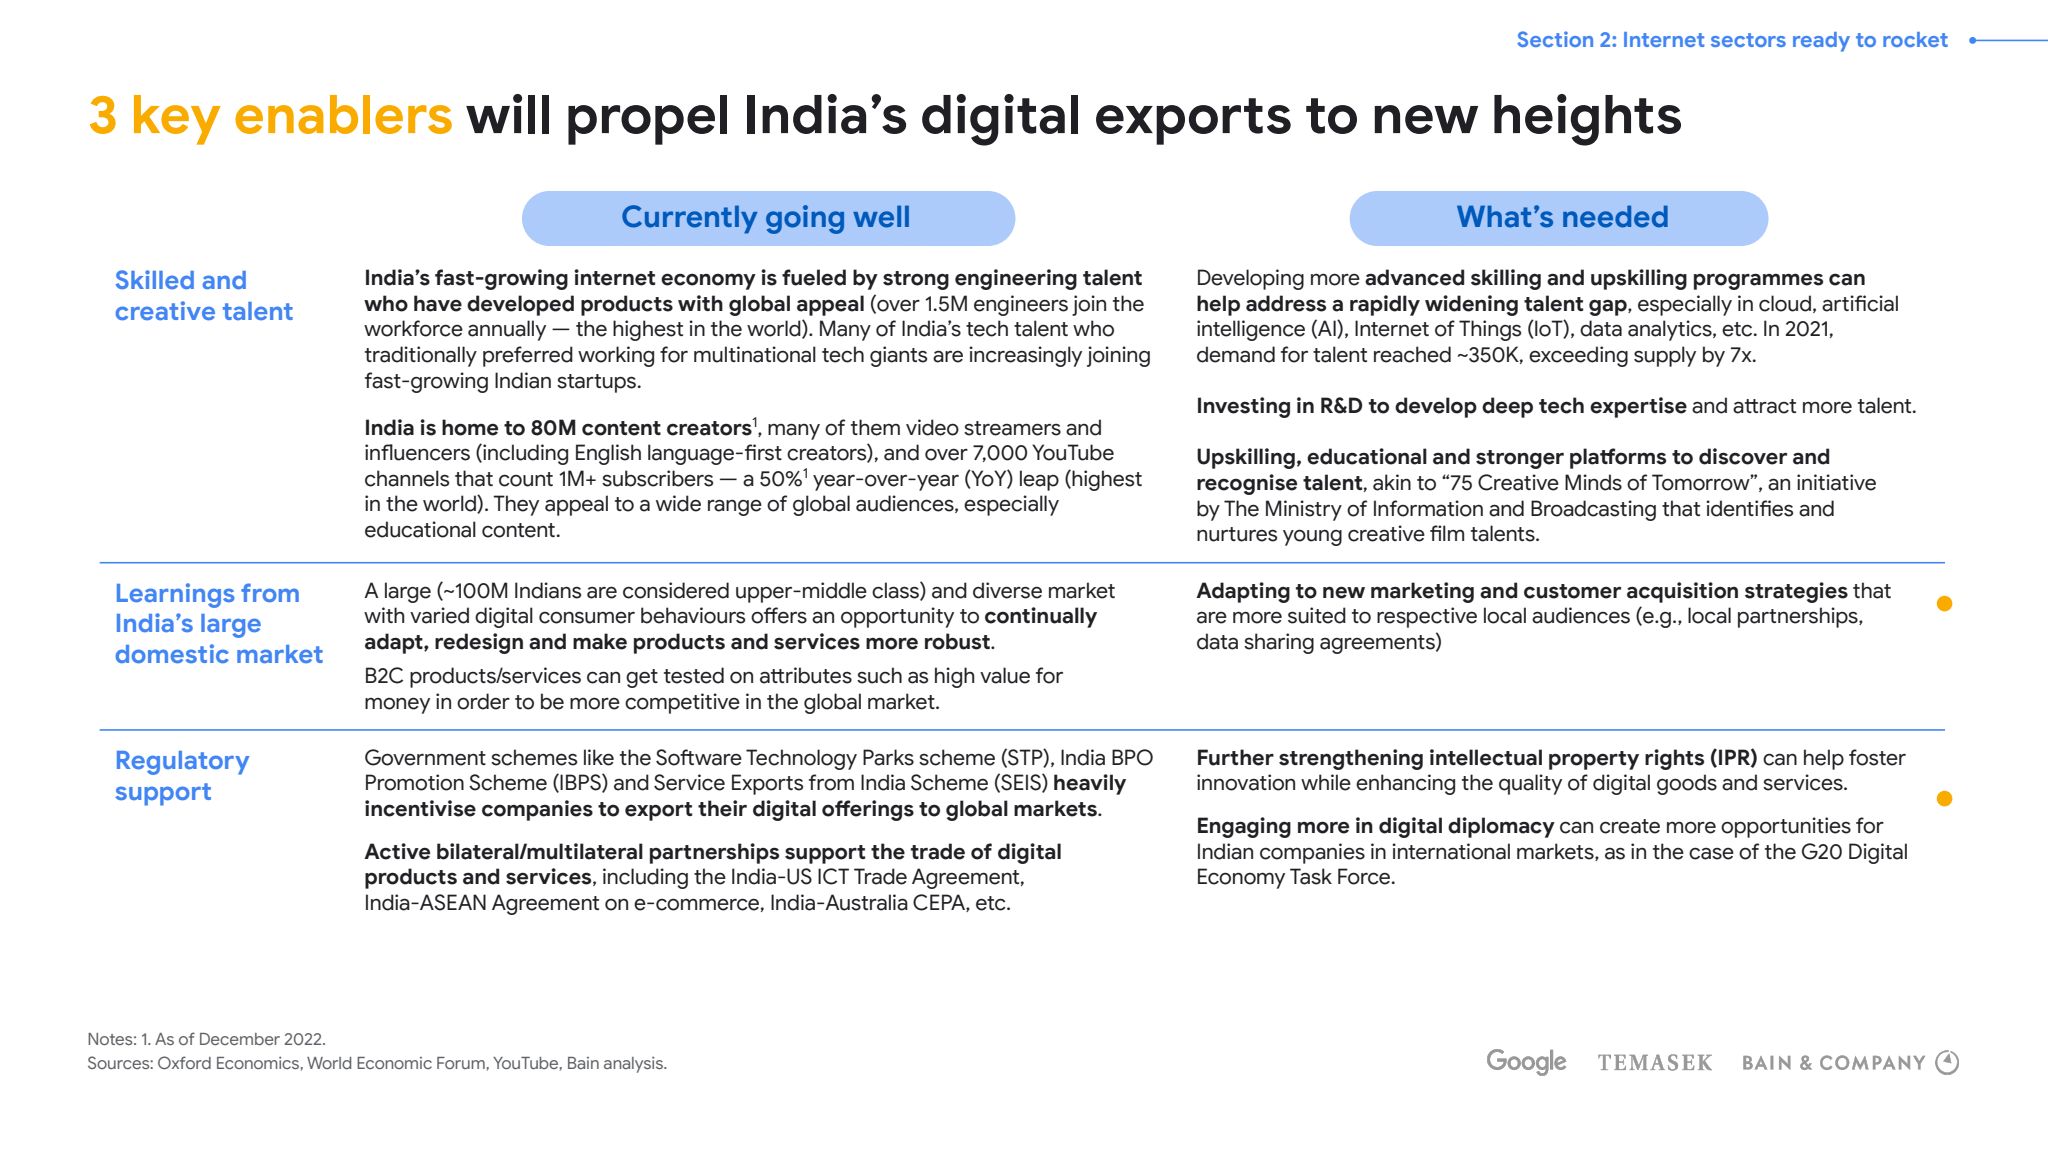 Section 2: Internet sectors ready to rocket
3 key enablers will propel India’s digital exports to new heights
Currently going well
What’s needed
Skilled and
creative talent
India’s fast-growing internet economy is fueled by strong engineering talent
who have developed products with global appeal (over 1.5M engineers join the
workforce annually — the highest in the world). Many of India’s tech talent who
traditionally preferred working for multinational tech giants are increasingly joining
fast-growing Indian startups.
India is home to 80M content creators¹, many of them video streamers and
influencers (including English language-first creators), and over 7,000 YouTube
channels that count 1M+ subscribers — a 50%¹ year-over-year (YoY) leap (highest
in the world). They appeal to a wide range of global audiences, especially
educational content.
Developing more advanced skilling and upskilling programmes can
help address a rapidly widening talent gap, especially in cloud, artificial
intelligence (AI), Internet of Things (IoT), data analytics, etc. In 2021,
demand for talent reached ~350K, exceeding supply by 7x.
Investing in R&D to develop deep tech expertise and attract more talent.
Upskilling, educational and stronger platforms to discover and
recognise talent, akin to “75 Creative Minds of Tomorrow”, an initiative
by The Ministry of Information and Broadcasting that identifies and
nurtures young creative film talents.
Learnings from
India’s large
domestic market
A large (~100M Indians are considered upper-middle class) and diverse market
with varied digital consumer behaviours offers an opportunity to continually
adapt, redesign and make products and services more robust.
B2C products/services can get tested on attributes such as high value for
money in order to be more competitive in the global market.
Adapting to new marketing and customer acquisition strategies that
are more suited to respective local audiences (e.g., local partnerships,
data sharing agreements)
Regulatory
support
Government schemes like the Software Technology Parks scheme (STP), India BPO
Promotion Scheme (IBPS) and Service Exports from India Scheme (SEIS) heavily
incentivise companies to export their digital offerings to global markets.
Active bilateral/multilateral partnerships support the trade of digital
products and services, including the India-US ICT Trade Agreement,
India-ASEAN Agreement on e-commerce, India-Australia CEPA, etc.
Further strengthening intellectual property rights (IPR) can help foster
innovation while enhancing the quality of digital goods and services.
Engaging more in digital diplomacy can create more opportunities for
Indian companies in international markets, as in the case of the G20 Digital
Economy Task Force.
Notes: 1. As of December 2022.
Sources: Oxford Economics, World Economic Forum, YouTube, Bain analysis.
Google TEMASEK BAIN & COMPANY